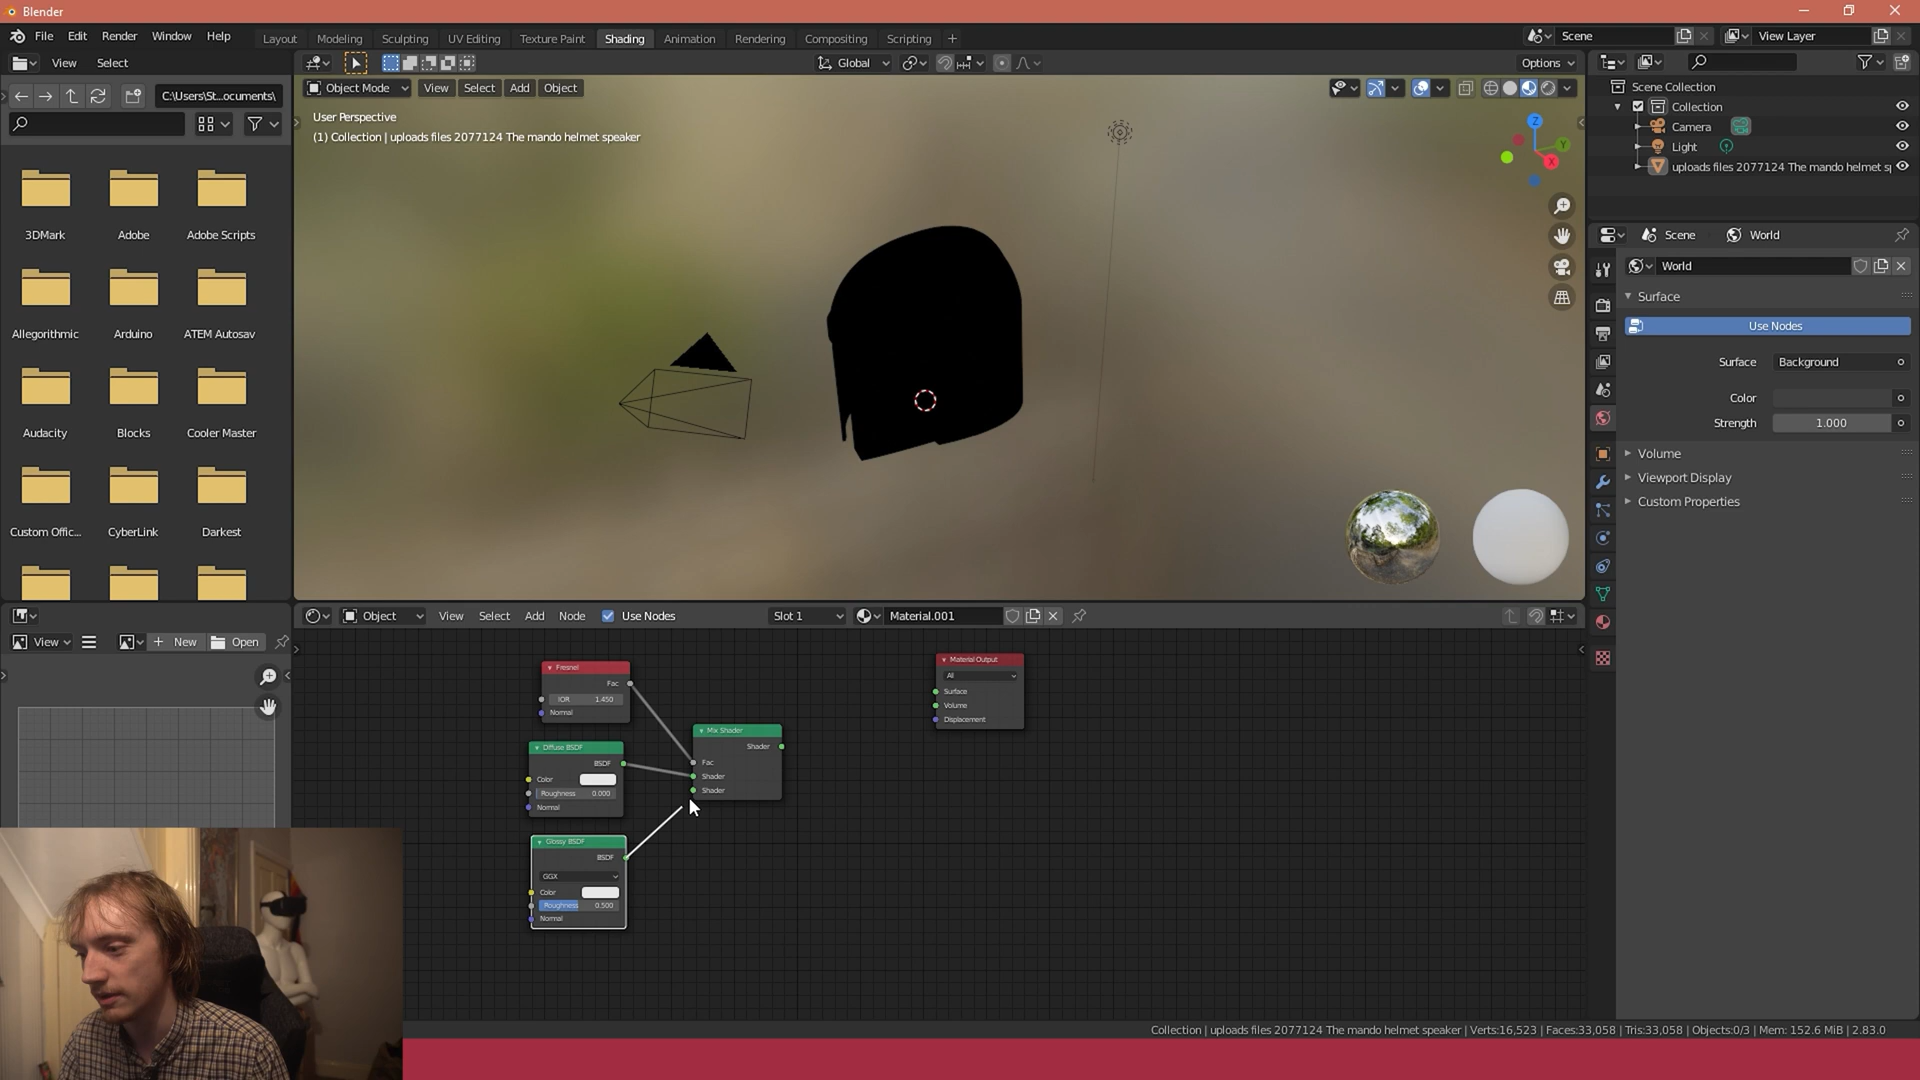 Blender
File Edit Render Window Help
Layout Modeling Sculpting UV Editing Texture Paint Shading Animation Rendering Compositing Scripting +
Scene
View Layer
View Select
Global
Options
C:\Users\St...ocuments\
Object Mode View Select Add Object
User Perspective
(1) Collection | uploads files 2077124 The mando helmet speaker
3DMark Adobe Adobe Scripts
Allegorithmic Arduino ATEM Autosav
Audacity Blocks Cooler Master
Custom Offic... CyberLink Darkest
Z
Y
X
Scene Collection
Collection
Camera
Light
uploads files 2077124 The mando helmet s
Scene World
World
Surface
Use Nodes
Surface Background
Color
Strength 1.000
Volume
Viewport Display
Custom Properties
View New Open
Object View Select Add Node Use Nodes Slot 1 Material.001
Fresnel
Fac
IOR 1.450
Normal
Diffuse BSDF
BSDF
Color
Roughness 0.000
Normal
Glossy BSDF
BSDF
GGX
Color
Roughness 0.500
Normal
Mix Shader
Shader
Fac
Shader
Shader
Material Output
All
Surface
Volume
Displacement
Collection | uploads files 2077124 The mando helmet speaker | Verts:16,523 | Faces:33,058 | Tris:33,058 | Objects:0/3 | Mem: 152.6 MiB | 2.83.0